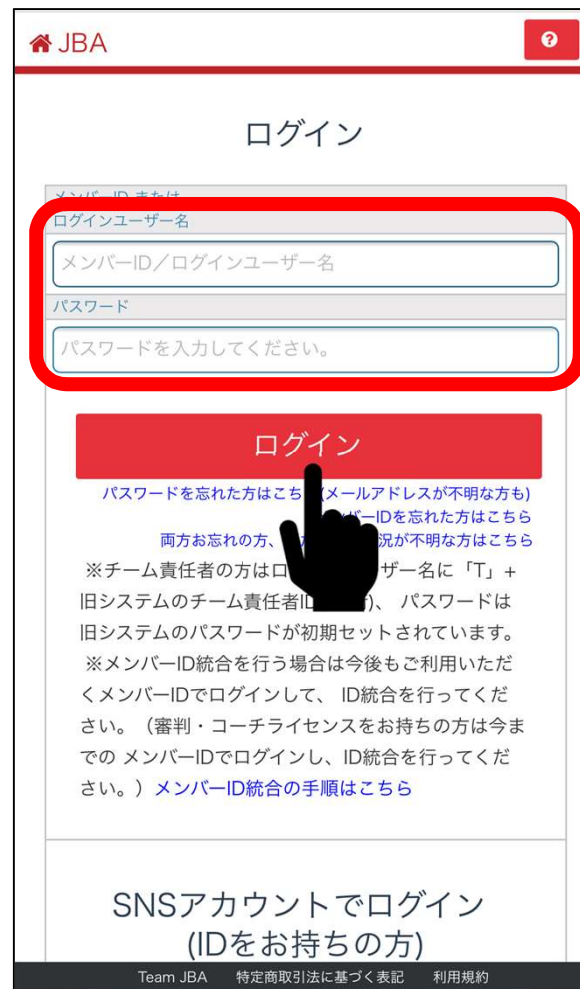 JBA
ログイン
メンバーID または
ログインユーザー名
メンバーID／ログインユーザー名
パスワード
パスワードを入力してください。
ログイン
パスワードを忘れた方はこち (メールアドレスが不明な方も)
ーIDを忘れた方はこちら
両方お忘れの方、 況が不明な方はこちら
※チーム責任者の方はロ ザー名に「T」+
旧システムのチーム責任者I )、 パスワードは
旧システムのパスワードが初期セットされています。
※メンバーID統合を行う場合は今後もご利用いただ
くメンバーIDでログインして、 ID統合を行ってくだ
さい。（審判・コーチライセンスをお持ちの方は今ま
での メンバーIDでログインし、ID統合を行ってくだ
さい。）メンバーID統合の手順はこちら
SNSアカウントでログイン
(IDをお持ちの方)
Team JBA 特定商取引法に基づく表記 利用規約